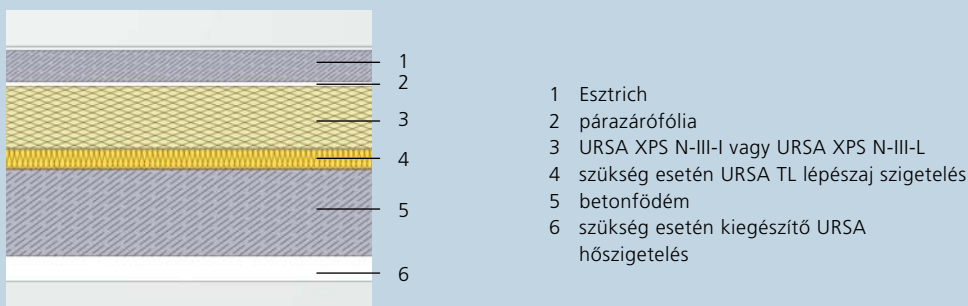 1
2
3
4
5
6
1 Esztrich
2 párazárófólia
3 URSA XPS N-III-I vagy URSA XPS N-III-L
4 szükség esetén URSA TL lépészaj szigetelés
5 betonfödém
6 szükség esetén kiegészítő URSA
hőszigetelés